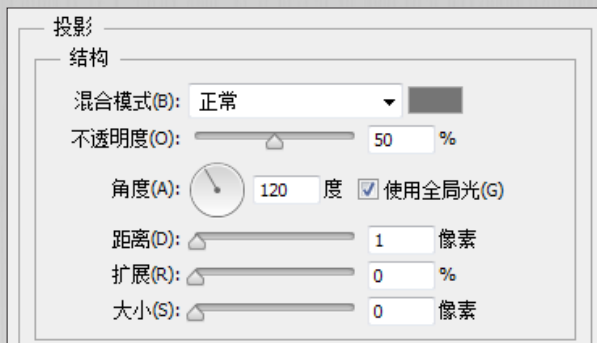 投影
结构
混合模式(B): 正常
不透明度(O): 50 %
角度(A): 120 度 使用全局光(G)
距离(D): 1 像素
扩展(R): 0 %
大小(S): 0 像素